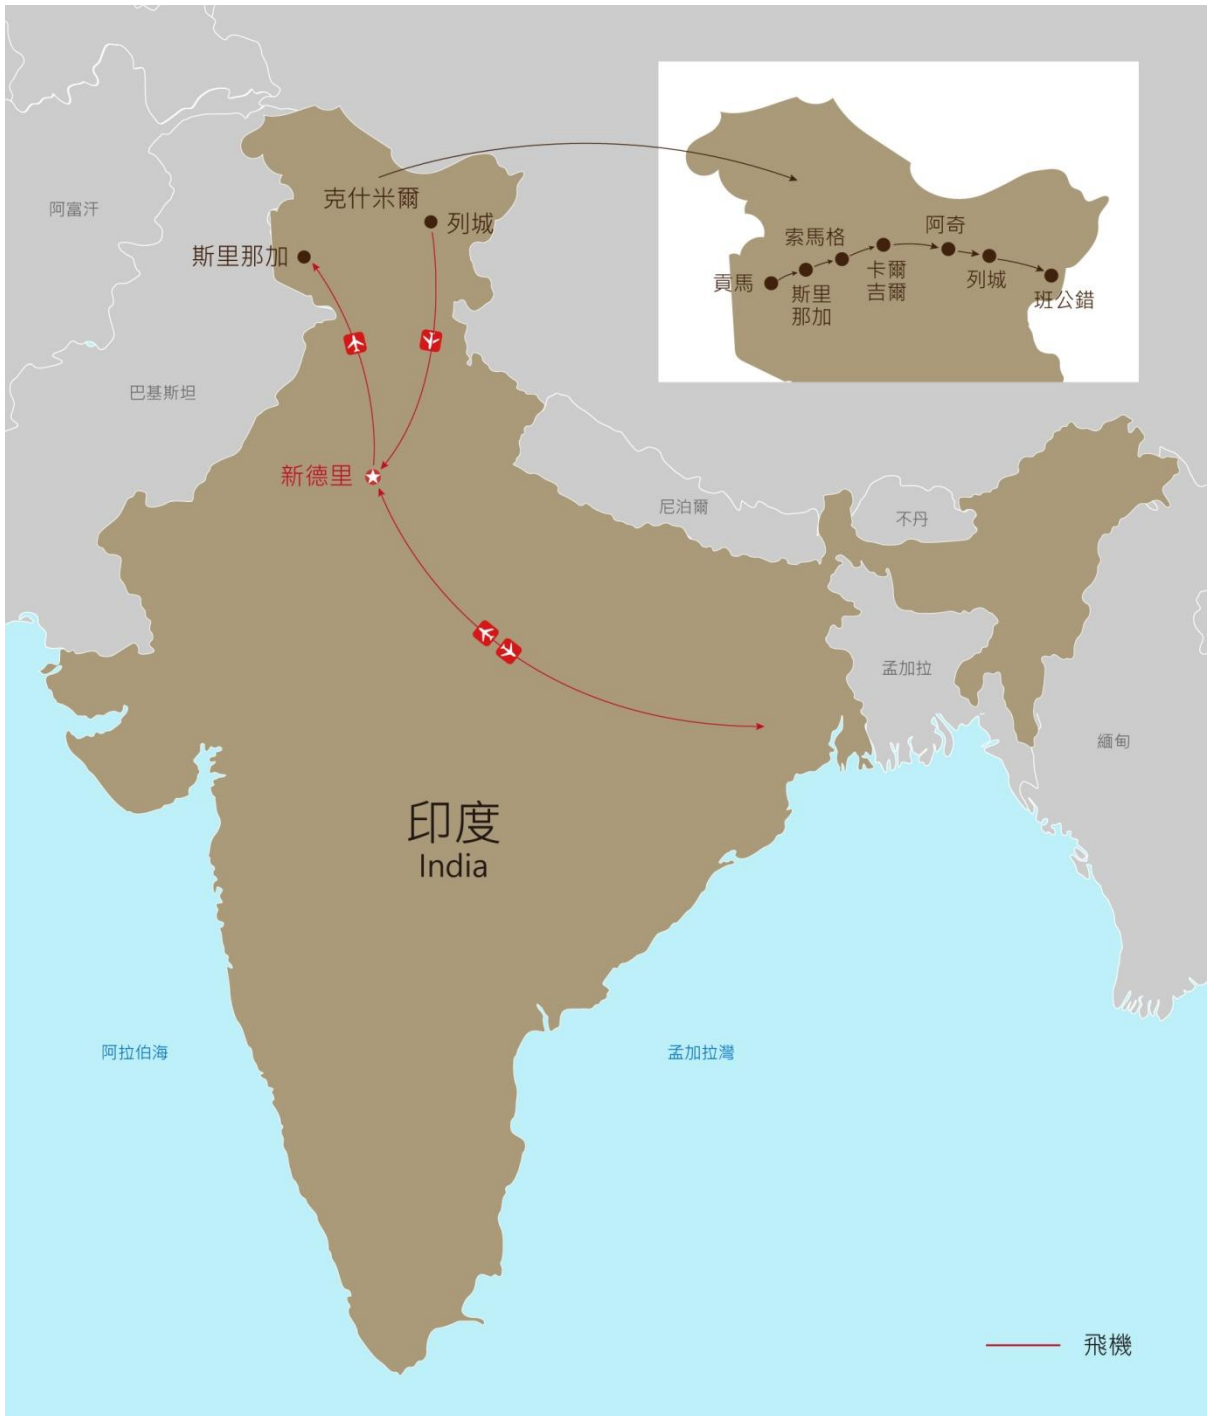 阿富汗
克什米爾
列城
斯里那加
阿奇
索馬格
卡爾
吉爾
列城
貢馬
斯里
那加
班公錯
巴基斯坦
新德里
尼泊爾
不丹
孟加拉
緬甸
印度
India
阿拉伯海
孟加拉灣
飛機